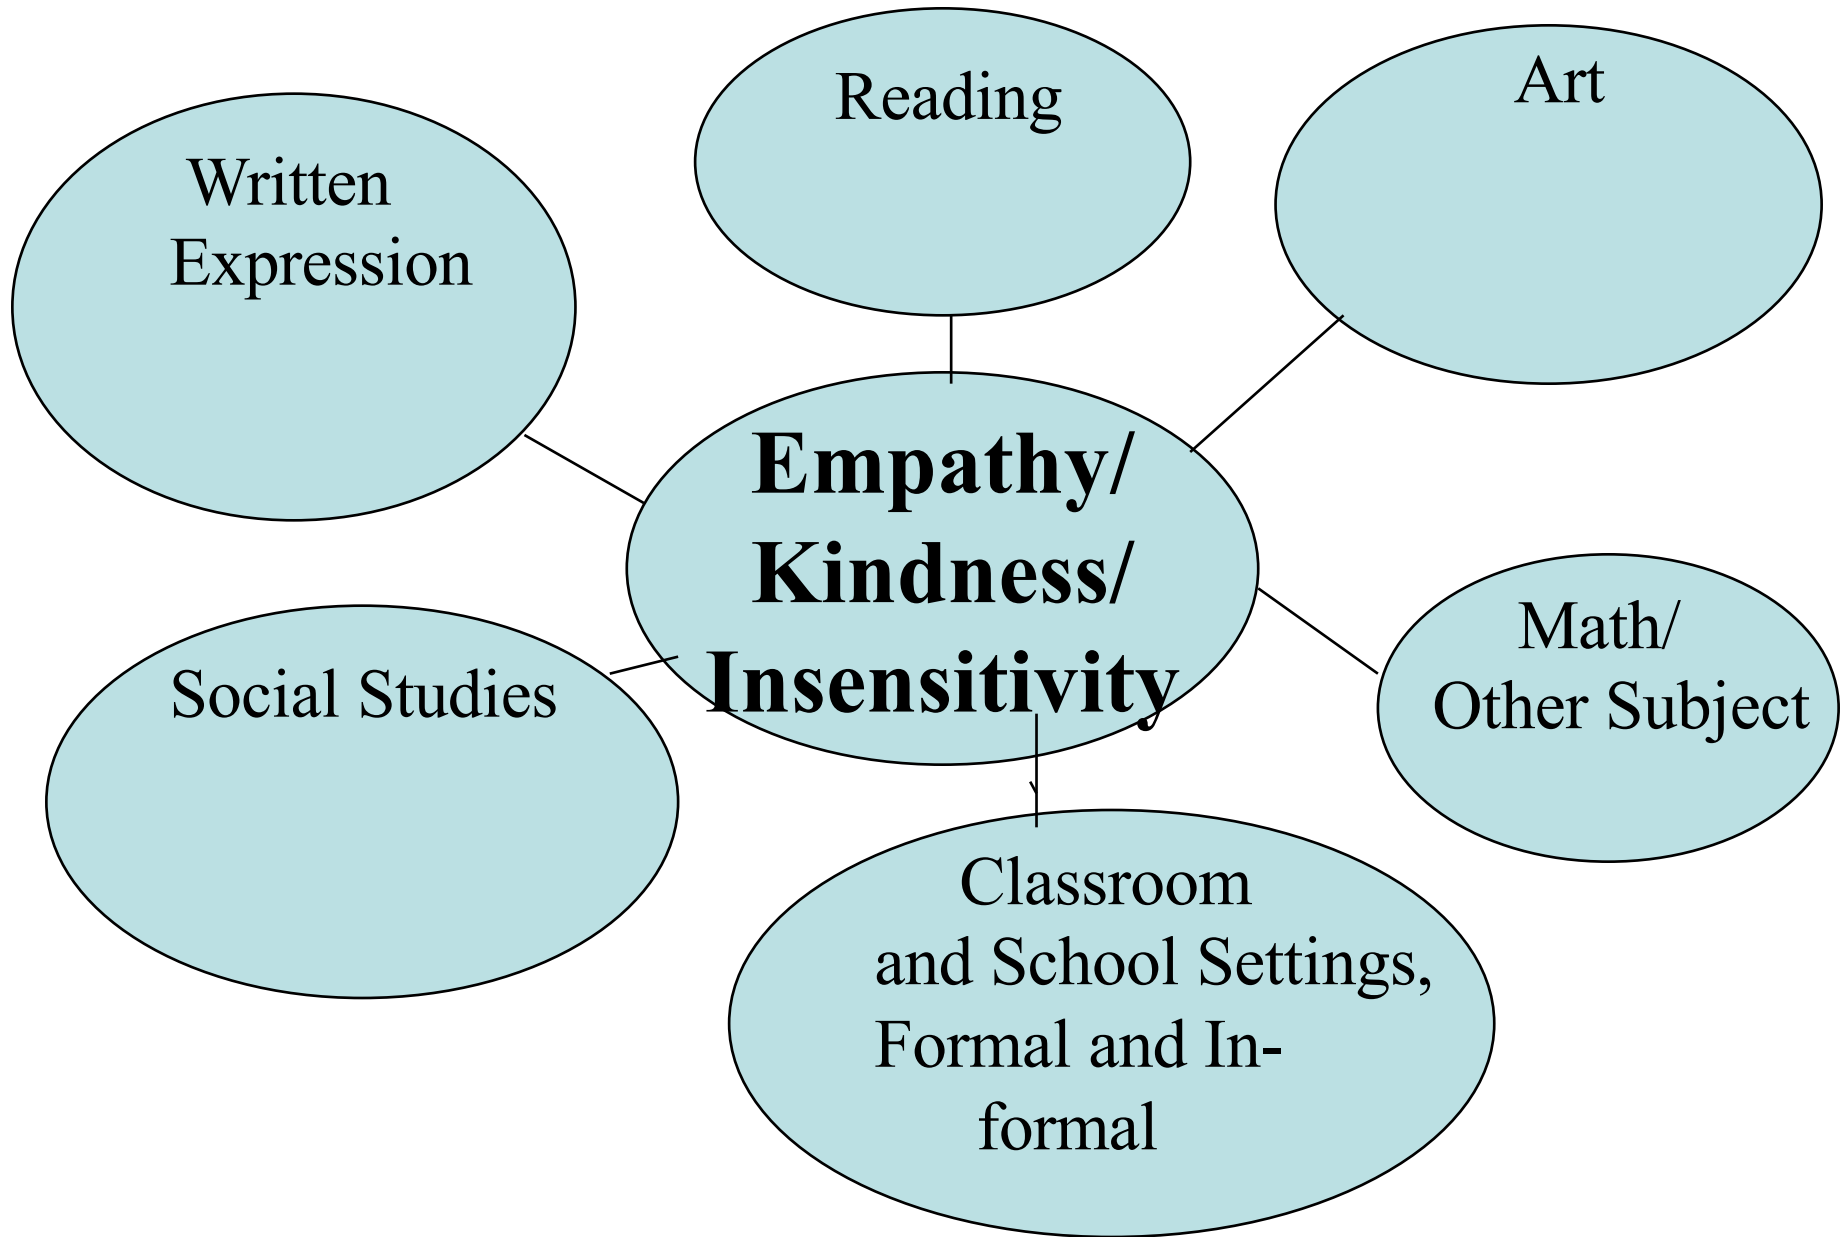 Reading
Art
Written
Expression
Empathy/
Kindness/
Insensitivity
Math/
Other Subject
Social Studies
Classroom
and School Settings,
Formal and In-
formal